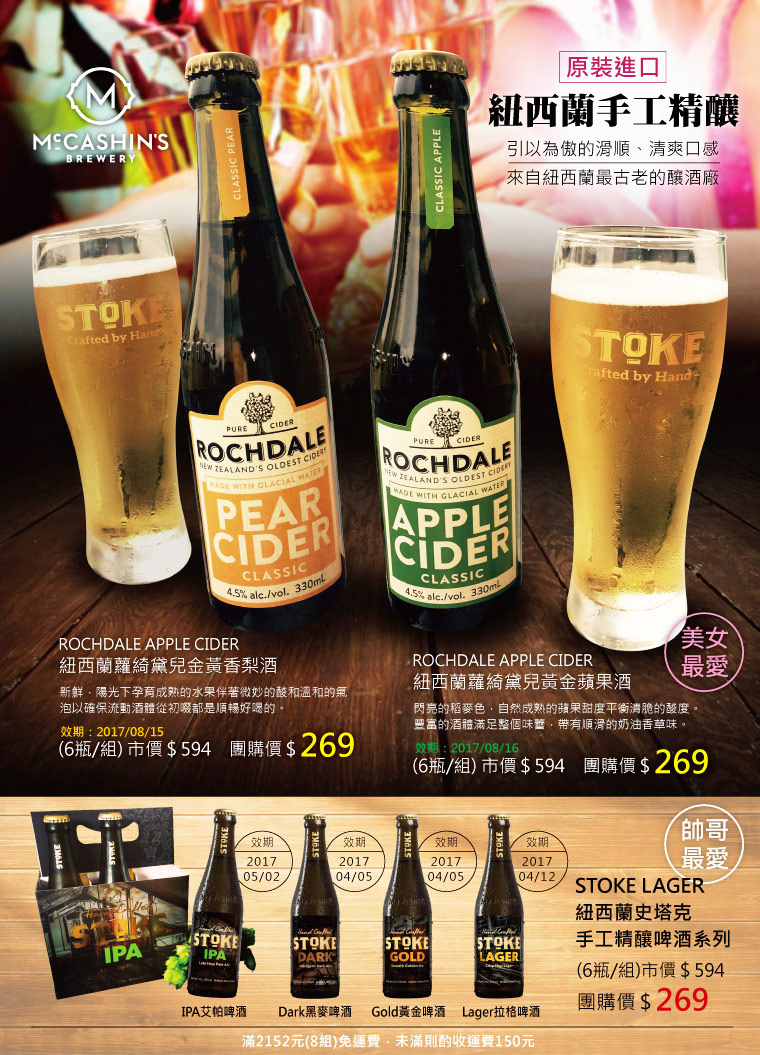 McCASHIN'S
BREWERY
原裝進口
紐西蘭手工精釀
引以為傲的滑順、清爽口感
來自紐西蘭最古老的釀酒廠
CLASSIC PEAR
CLASSIC APPLE
STOKE
Crafted by Hand
STOKE
Crafted by Hand
PURE CIDER
ROCHDALE
NEW ZEALAND'S OLDEST CIDERY
MADE WITH GLACIAL WATER
PEAR
CIDER
CLASSIC
4.5% alc./vol. 330mL
PURE CIDER
ROCHDALE
NEW ZEALAND'S OLDEST CIDERY
MADE WITH GLACIAL WATER
APPLE
CIDER
CLASSIC
4.5% alc./vol. 330mL
ROCHDALE APPLE CIDER
紐西蘭蘿綺黛兒金黃香梨酒
新鮮，陽光下孕育成熟的水果伴著微妙的酸和溫和的氣
泡以確保流動酒體從初啜都是順暢好喝的。
效期：2017/08/15
(6瓶/組) 市價＄594 團購價＄269
美女
最愛
ROCHDALE APPLE CIDER
紐西蘭蘿綺黛兒黃金蘋果酒
閃亮的稻麥色，自然成熟的蘋果甜度平衡清脆的酸度。
豐富的酒體滿足整個味蕾，帶有順滑的奶油香草味。
效期：2017/08/16
(6瓶/組) 市價＄594 團購價＄269
STOKE
STOKE
STOKE
IPA
STOKE
STOKE
IPA
效期
2017
05/02
STOKE
Hand Crafted
STOKE
DARK
效期
2017
04/05
STOKE
Hand Crafted
STOKE
GOLD
效期
2017
04/05
STOKE
Hand Crafted
STOKE
LAGER
效期
2017
04/12
IPA艾帕啤酒
Dark黑麥啤酒
Gold黃金啤酒
Lager拉格啤酒
帥哥
最愛
STOKE LAGER
紐西蘭史塔克
手工精釀啤酒系列
(6瓶/組)市價＄594
團購價＄269
滿2152元(8組)免運費，未滿則酌收運費150元